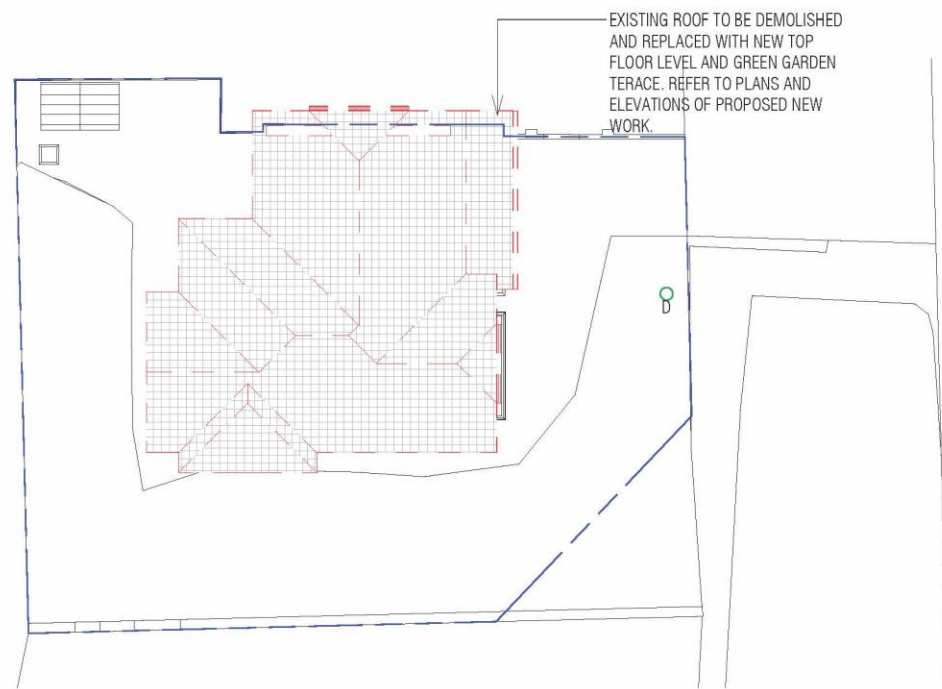 EXISTING ROOF TO BE DEMOLISHED
AND REPLACED WITH NEW TOP
FLOOR LEVEL AND GREEN GARDEN
TERACE. REFER TO PLANS AND
ELEVATIONS OF PROPOSED NEW
WORK.
D